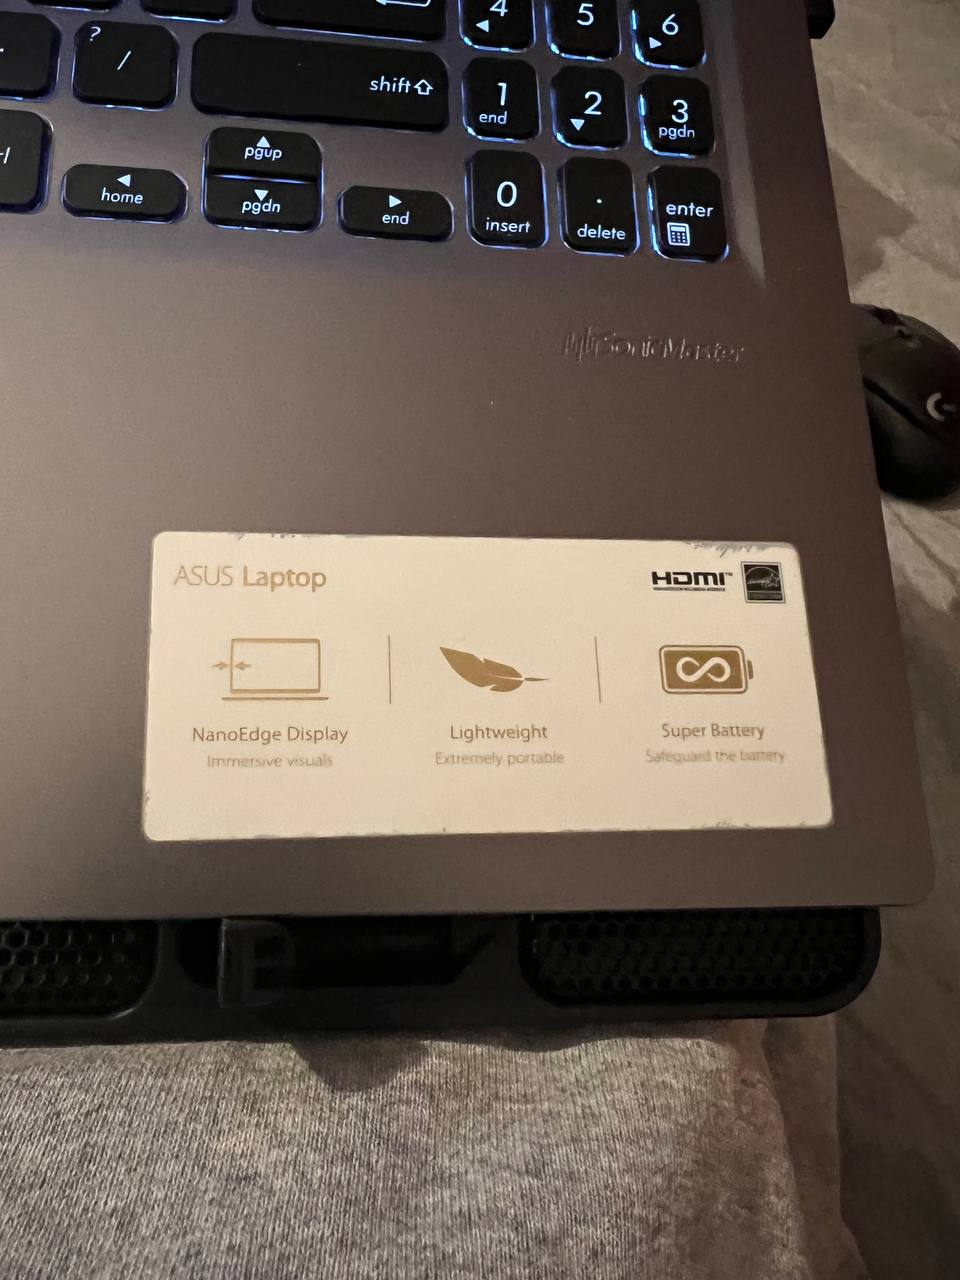 4
5
6
?
/
shift
1
end
2
3
pgdn
pgup
home
pgdn
end
0
insert
.
delete
enter
SonicMaster
ASUS Laptop
HDMI™
NanoEdge Display
Immersive visuals
Lightweight
Extremely portable
Super Battery
Safeguard the battery